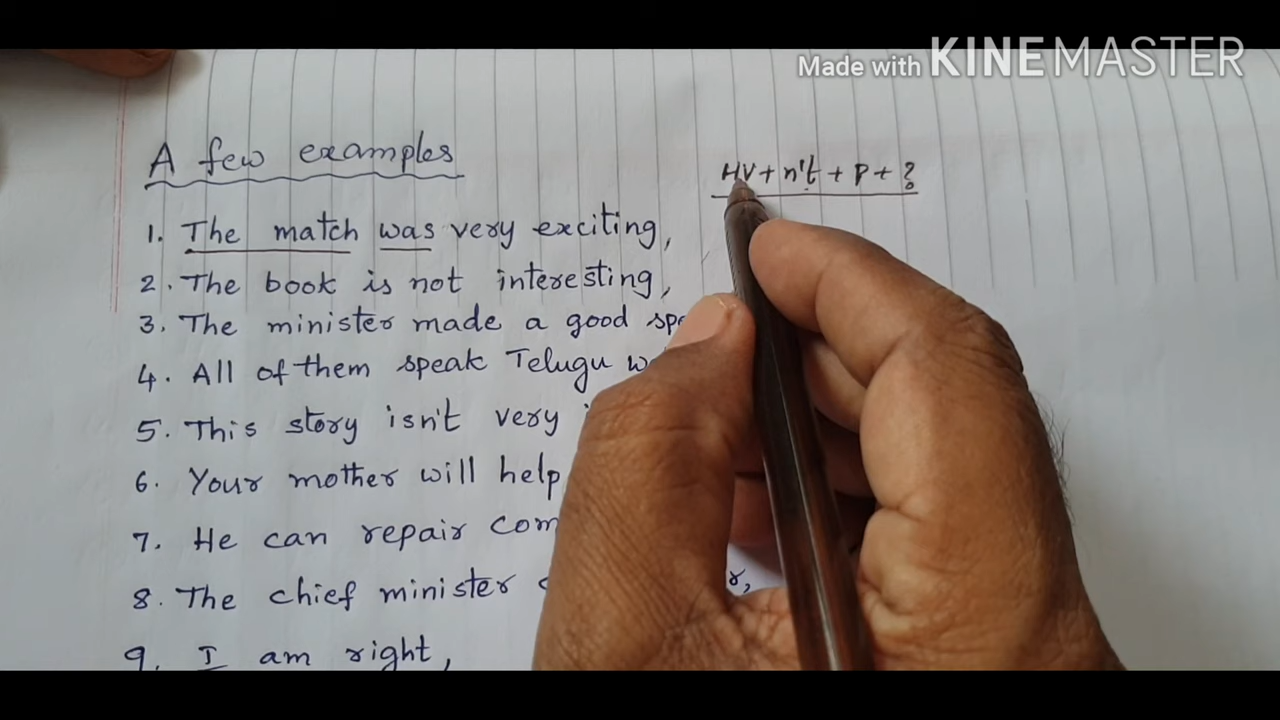 Made with KINEMASTER
A few examples
HV + n't + P + ?
1. The match was very exciting,
2. The book is not interesting,
3. The minister made a good
4. All of them speak Telugu
5. This story isn't very
6. Your mother will help
7. He can repair
8. The chief minister
9. I am right,